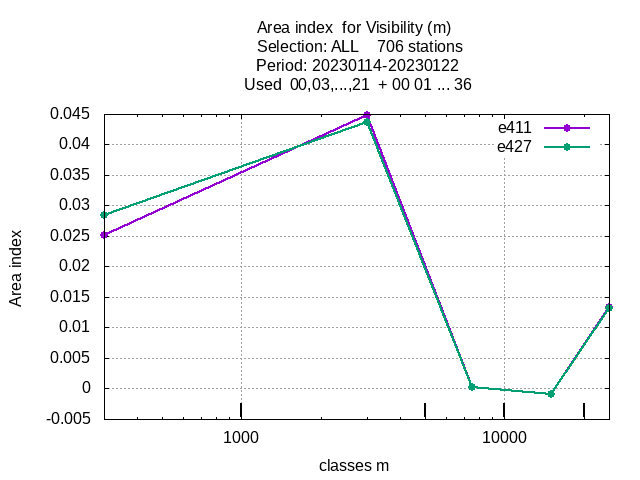 Area index  for Visibility (m)
Selection: ALL    706 stations
Period: 20230114-20230122
Used  00,03,...,21  + 00 01 ... 36
0.045
0.04
0.035
0.03
0.025
0.02
0.015
0.01
0.005
0
-0.005
Area index
e411
e427
1000
10000
classes m